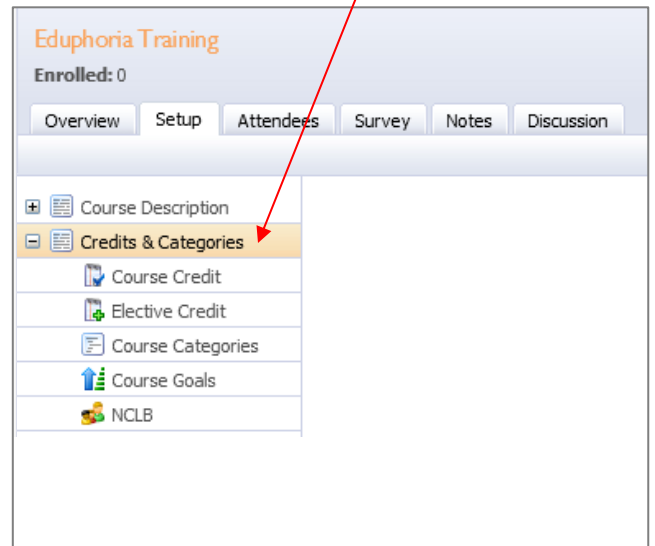 Eduphoria Training
Enrolled: 0
Overview Setup Attendees Survey Notes Discussion
Course Description
Credits & Categories
Course Credit
Elective Credit
Course Categories
Course Goals
NCLB